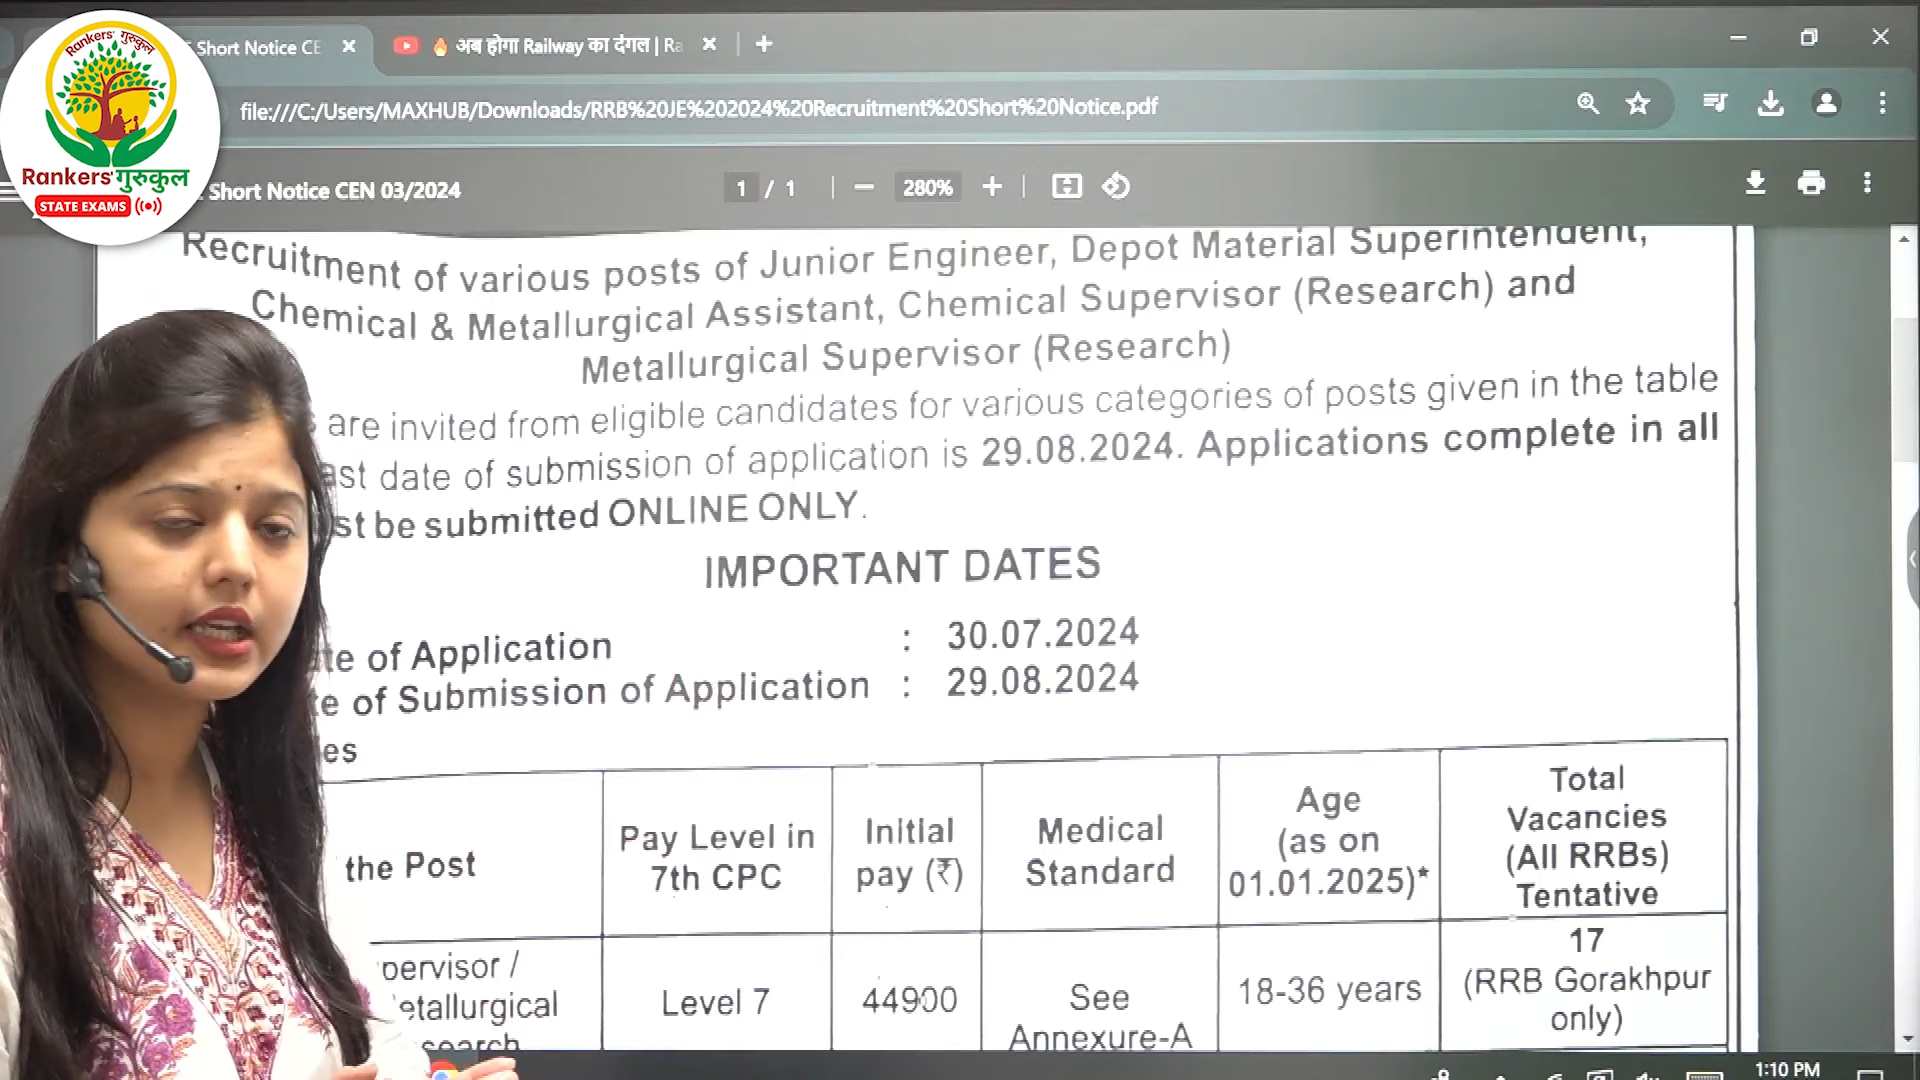 Rankers' गुरुकुल
Rankers' गुरुकुल
STATE EXAMS
Short Notice CE
🔥 अब होगा Railway का दंगल | Ra
file:///C:/Users/MAXHUB/Downloads/RRB%20JE%202024%20Recruitment%20Short%20Notice.pdf
Short Notice CEN 03/2024
1 / 1
280%
Recruitment of various posts of Junior Engineer, Depot Material Superintendent,
Chemical & Metallurgical Assistant, Chemical Supervisor (Research) and
Metallurgical Supervisor (Research)
are invited from eligible candidates for various categories of posts given in the table
ast date of submission of application is 29.08.2024. Applications complete in all
st be submitted ONLINE ONLY.
IMPORTANT DATES
te of Application : 30.07.2024
te of Submission of Application : 29.08.2024
es
the Post
Pay Level in
7th CPC
Initial
pay (₹)
Medical
Standard
Age
(as on
01.01.2025)*
Total
Vacancies
(All RRBs)
Tentative
pervisor /
etallurgical
search
Level 7
44900
See
Annexure-A
18-36 years
17
(RRB Gorakhpur
only)
1:10 PM